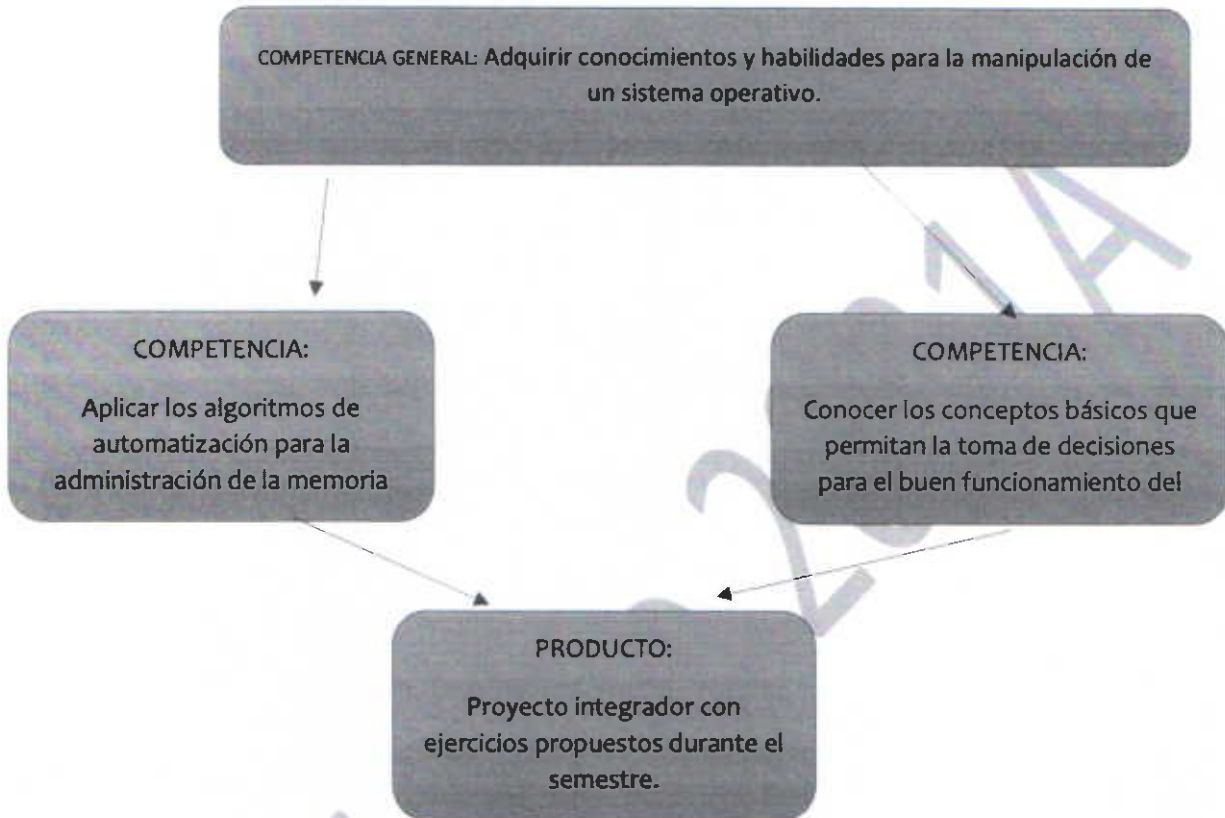 COMPETENCIA GENERAL: Adquirir conocimientos y habilidades para la manipulación de
un sistema operativo.
COMPETENCIA:
Aplicar los algoritmos de
automatización para la
administración de la memoria
COMPETENCIA:
Conocer los conceptos básicos que
permitan la toma de decisiones
para el buen funcionamiento del
PRODUCTO:
Proyecto integrador con
ejercicios propuestos durante el
semestre.